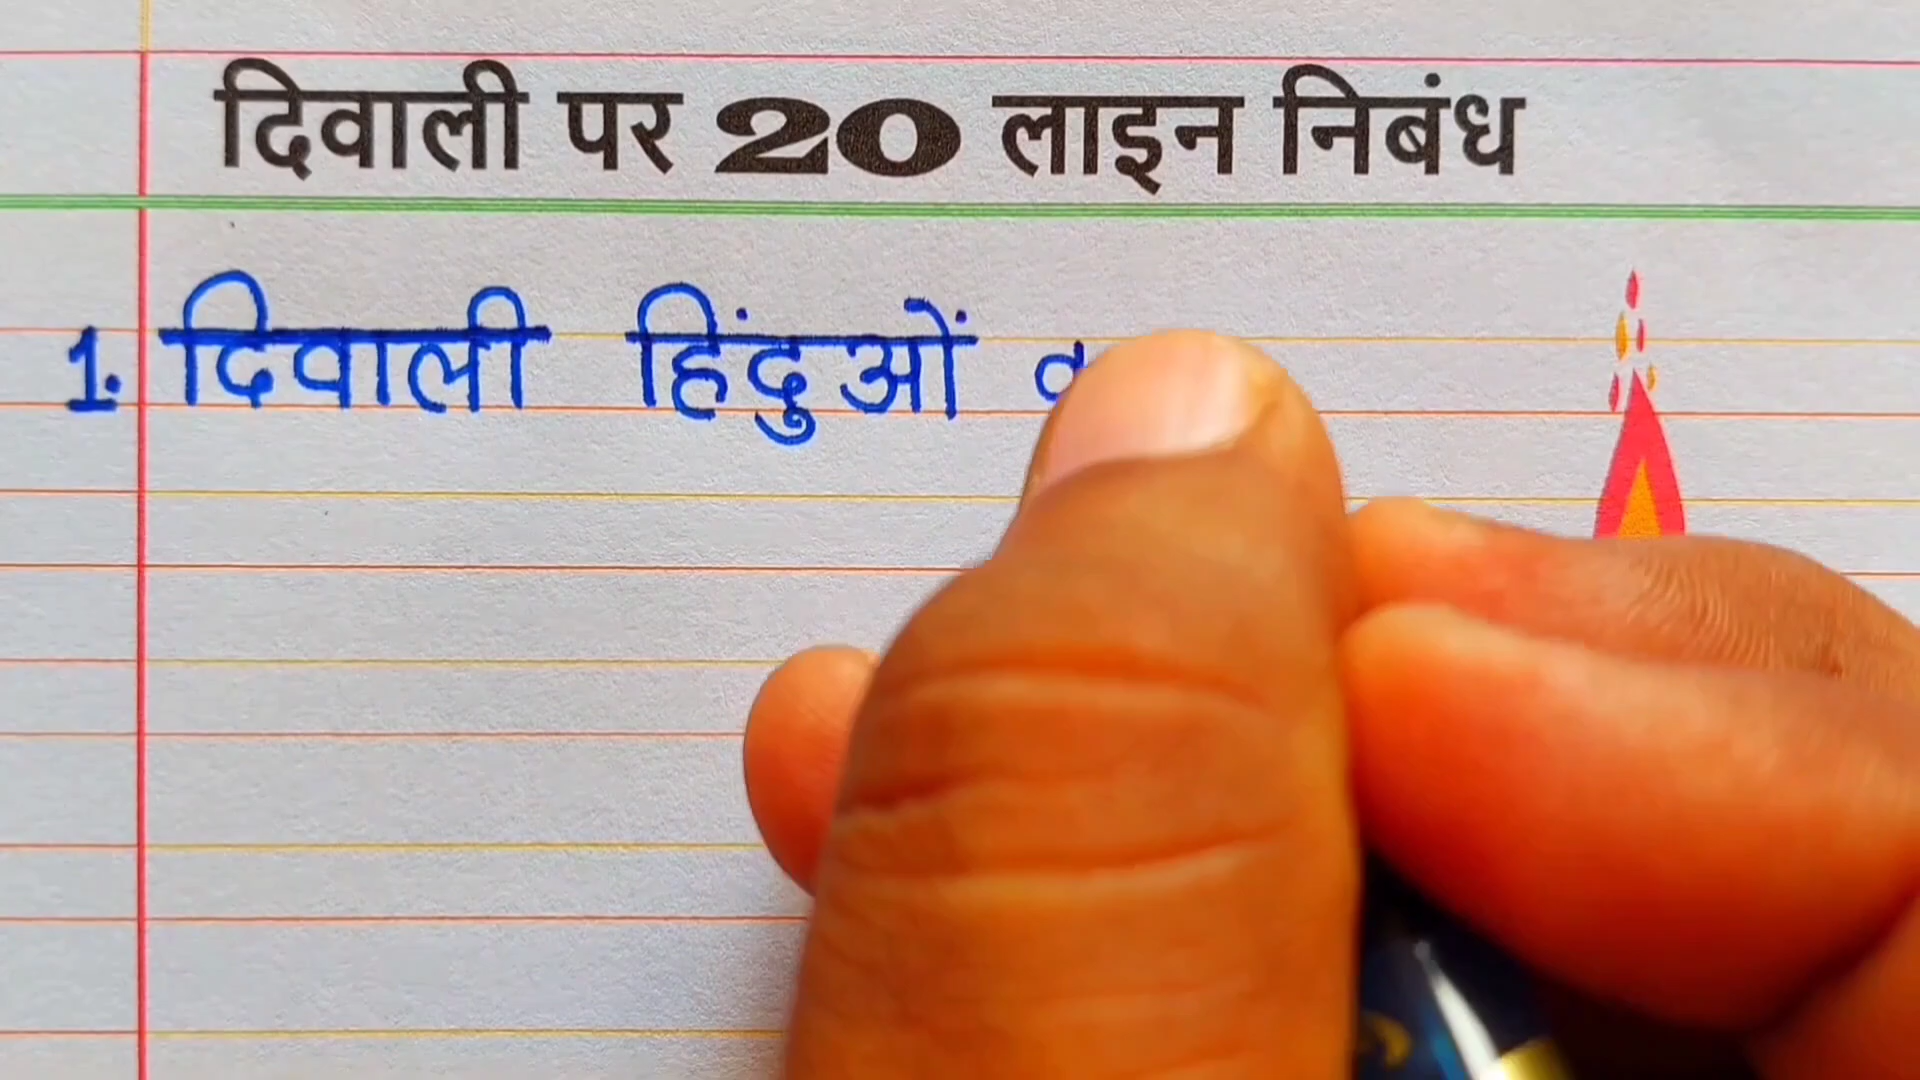 दिवाली पर 20 लाइन निबंध
1. दिवाली हिंदुओं